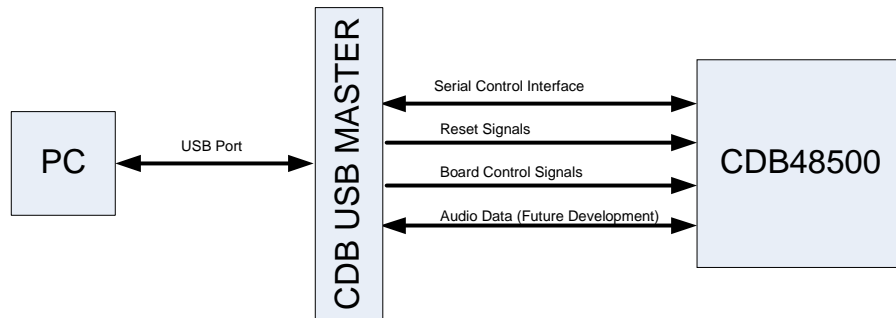 PC
USB Port
CDB USB MASTER
Serial Control Interface
Reset Signals
Board Control Signals
Audio Data (Future Development)
CDB48500